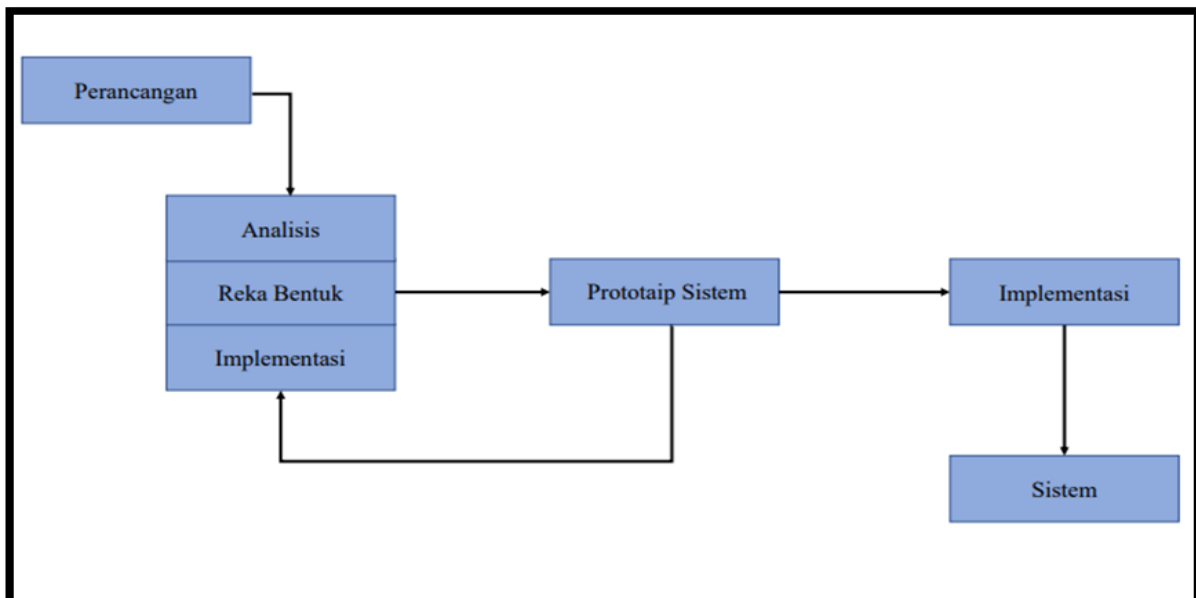 Perancangan
Analisis
Reka Bentuk
Implementasi
Prototaip Sistem
Implementasi
Sistem